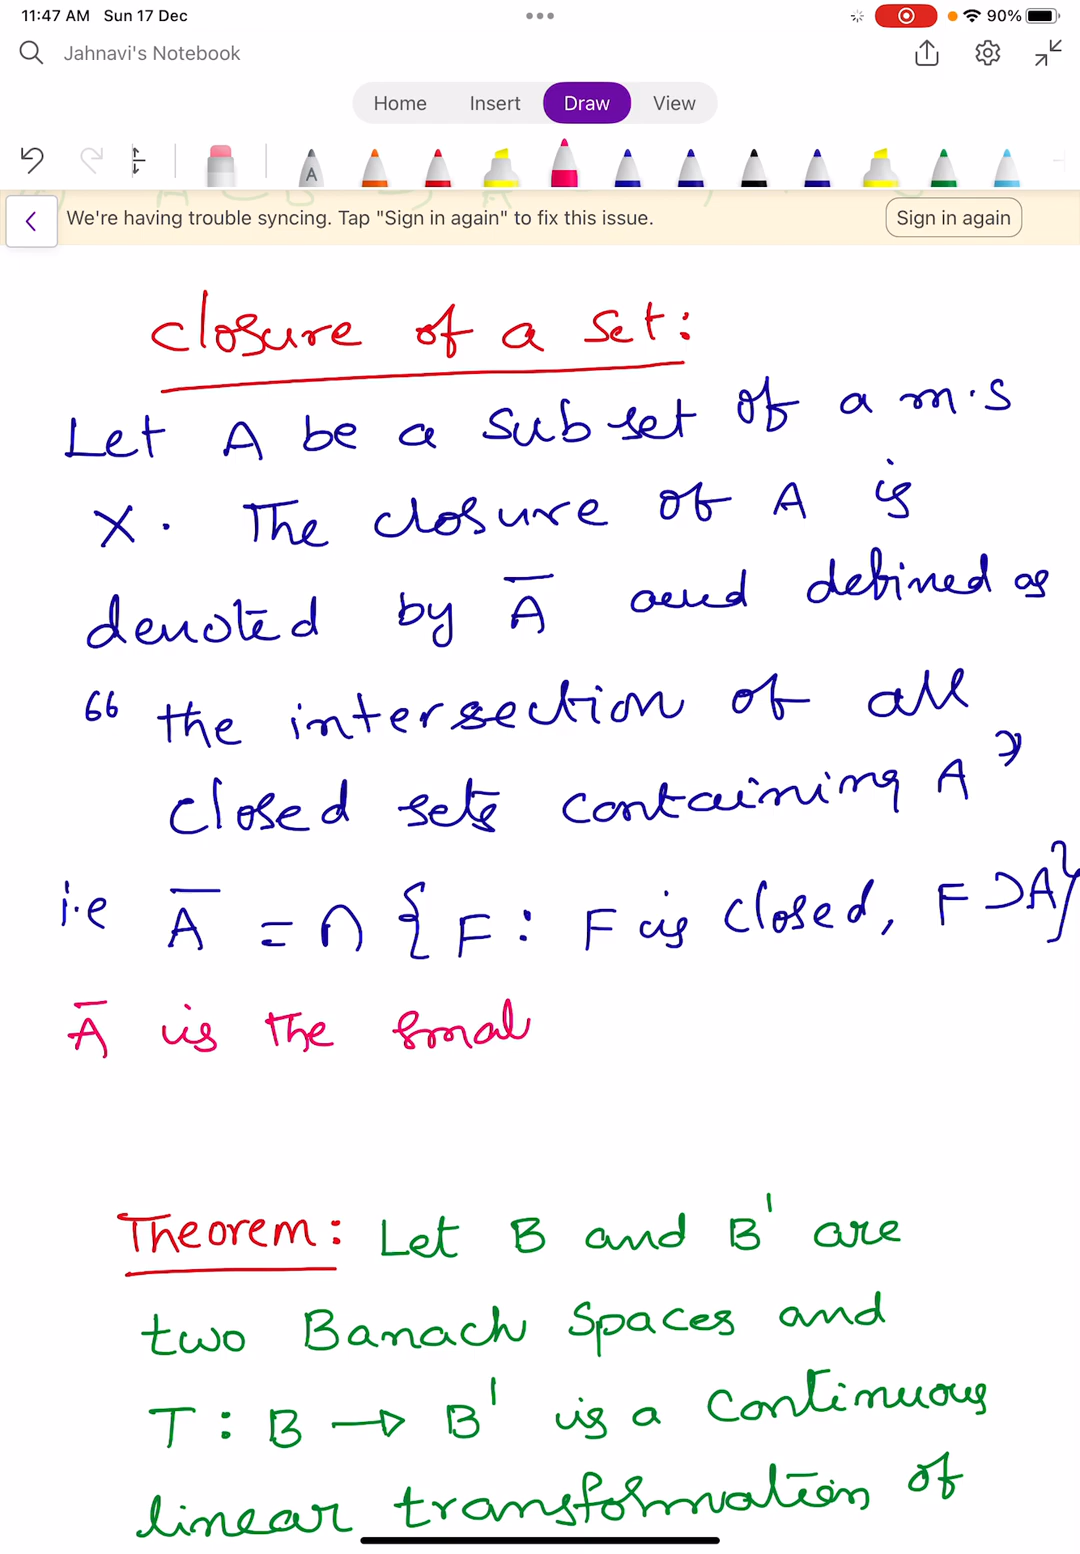 11:47 AM Sun 17 Dec 90%
Jahnavi's Notebook
Home Insert Draw View
A
We're having trouble syncing. Tap "Sign in again" to fix this issue. Sign in again
closure of a set:
Let A be a subset of a m.s
X. The closure of A is
denoted by A̅ and defined as
“ the intersection of all
closed sets containing A ”
i.e A̅ = ∩ { F : F is closed, F ⊃ A}
A̅ is the smal
Theorem: Let B and B' are
two Banach Spaces and
T : B → B' is a continuous
linear transformation of